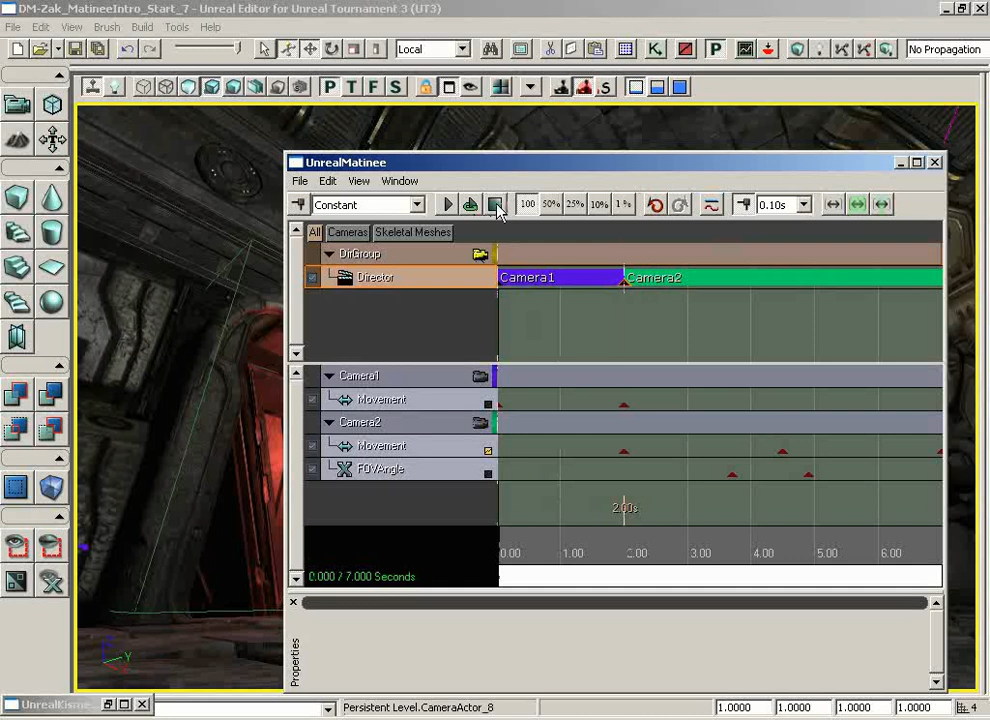 DM-Zak_MatineeIntro_Start_7 - Unreal Editor for Unreal Tournament 3 (UT3)
File Edit View Brush Build Tools Help
Local P No Propagation
P T F S S
UnrealMatinee
File Edit View Window
Constant 100 50% 25% 10% 1 % 0.10s
All Cameras Skeletal Meshes
DirGroup
Director Camera1 Camera2
Camera1
Movement
Camera2
Movement
FOVAngle
2.00s
0.00 1.00 2.00 3.00 4.00 5.00 6.00
0.000 / 7.000 Seconds
Properties
Z Y
UnrealKisme Persistent Level.CameraActor_8 1.0000 1.0000 1.0000 1.0000 4